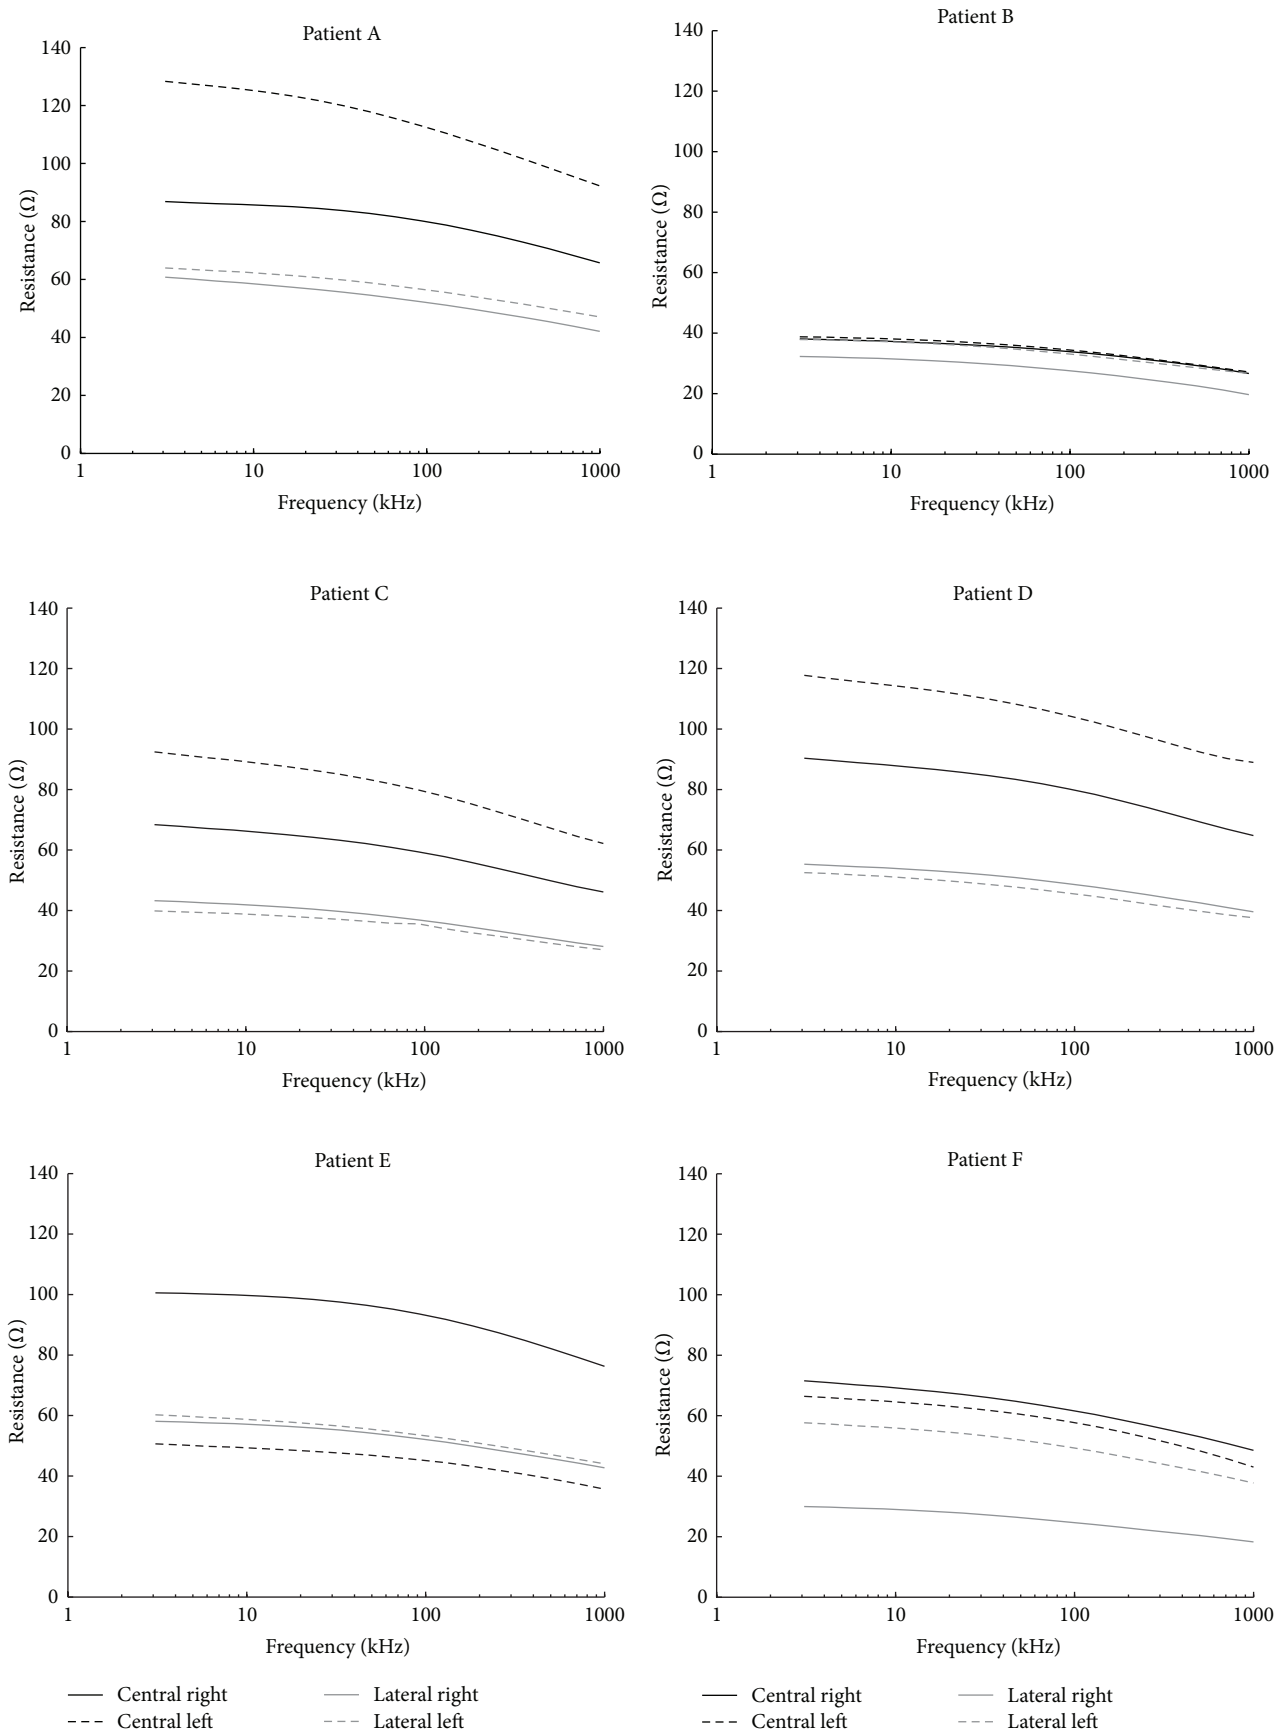 Patient A
140
120
100
80
60
40
20
0
Resistance (Ω)
1 10 100 1000
Frequency (kHz)
Patient B
140
120
100
80
60
40
20
0
Resistance (Ω)
1 10 100 1000
Frequency (kHz)
Patient C
140
120
100
80
60
40
20
0
Resistance (Ω)
1 10 100 1000
Frequency (kHz)
Patient D
140
120
100
80
60
40
20
0
Resistance (Ω)
1 10 100 1000
Frequency (kHz)
Patient E
140
120
100
80
60
40
20
0
Resistance (Ω)
1 10 100 1000
Frequency (kHz)
Patient F
140
120
100
80
60
40
20
0
Resistance (Ω)
1 10 100 1000
Frequency (kHz)
Central right Lateral right
Central left Lateral left
Central right Lateral right
Central left Lateral left